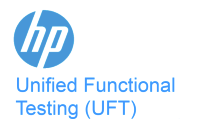 hp
Unified Functional
Testing (UFT)